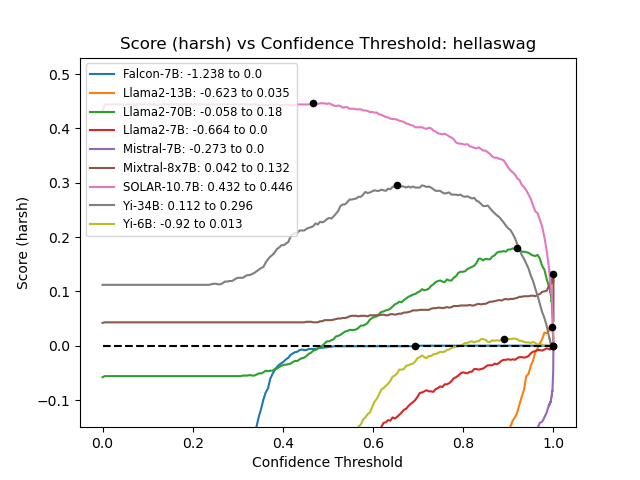 Score (harsh) vs Confidence Threshold: hellaswag
Score (harsh)
0.5
0.4
0.3
0.2
0.1
0.0
−0.1
Falcon-7B: -1.238 to 0.0
Llama2-13B: -0.623 to 0.035
Llama2-70B: -0.058 to 0.18
Llama2-7B: -0.664 to 0.0
Mistral-7B: -0.273 to 0.0
Mixtral-8x7B: 0.042 to 0.132
SOLAR-10.7B: 0.432 to 0.446
Yi-34B: 0.112 to 0.296
Yi-6B: -0.92 to 0.013
0.0 0.2 0.4 0.6 0.8 1.0
Confidence Threshold